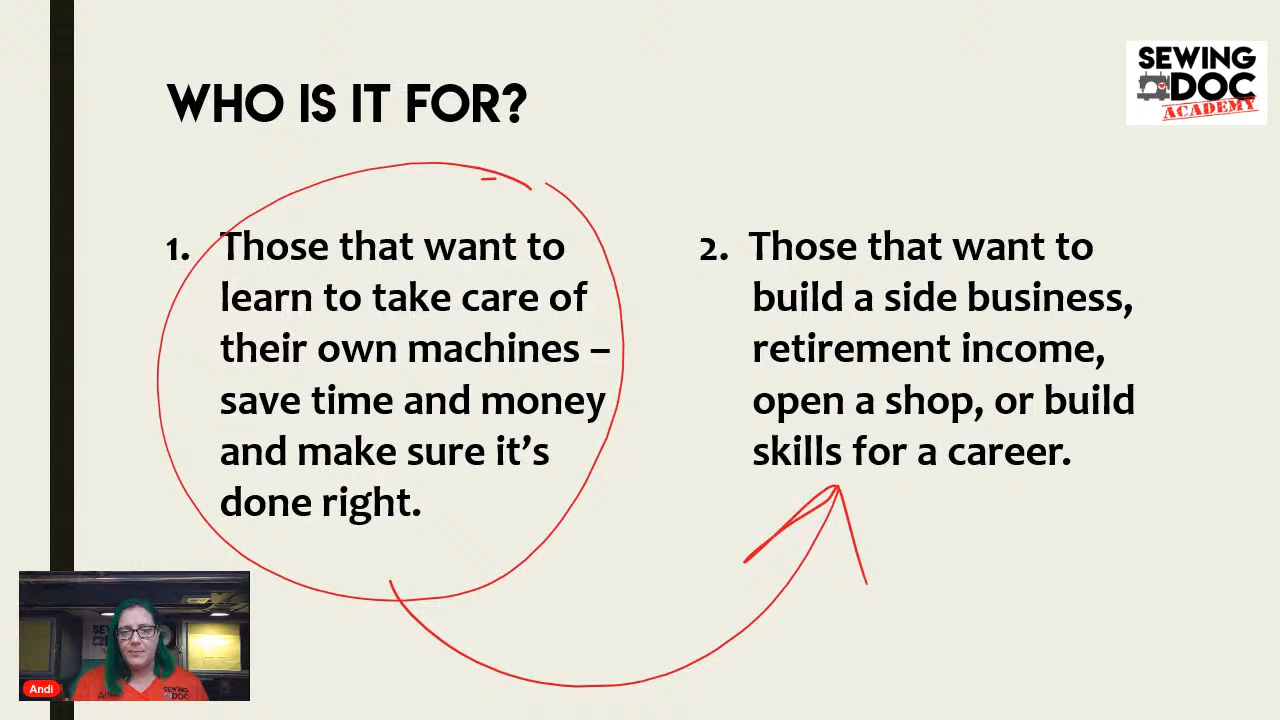 SEWING
DOC
ACADEMY
WHO IS IT FOR?
1. Those that want to
learn to take care of
their own machines –
save time and money
and make sure it's
done right.
2. Those that want to
build a side business,
retirement income,
open a shop, or build
skills for a career.
Andi
SEWING
DOC